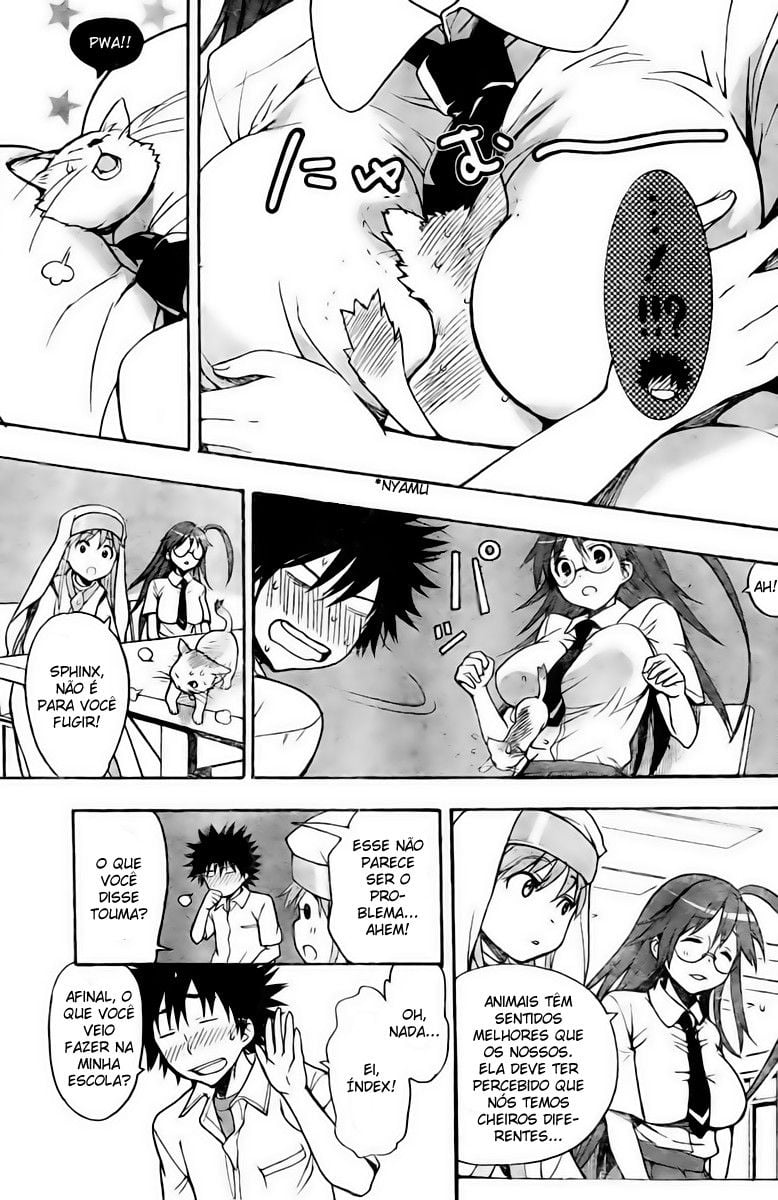 ....!!!?
むにゅ
PWA!!
*NYAMU
AH!
パ
SPHINX,
NÃO É
PARA VOCÊ
FUGIR!
ANIMAIS TÊM
SENTIDOS
MELHORES QUE
OS NOSSOS.
ELA DEVE TER
PERCEBIDO QUE
NÓS TEMOS
CHEIROS DIFE-
RENTES...
ESSE NÃO
PARECE
SER O
PRO-
BLEMA...
AHEM!
O QUE
VOCÊ
DISSE
TOUMA?
OH,
NADA...
EI,
ÍNDEX!
AFINAL, O
QUE VOCÊ
VEIO
FAZER NA
MINHA
ESCOLA?